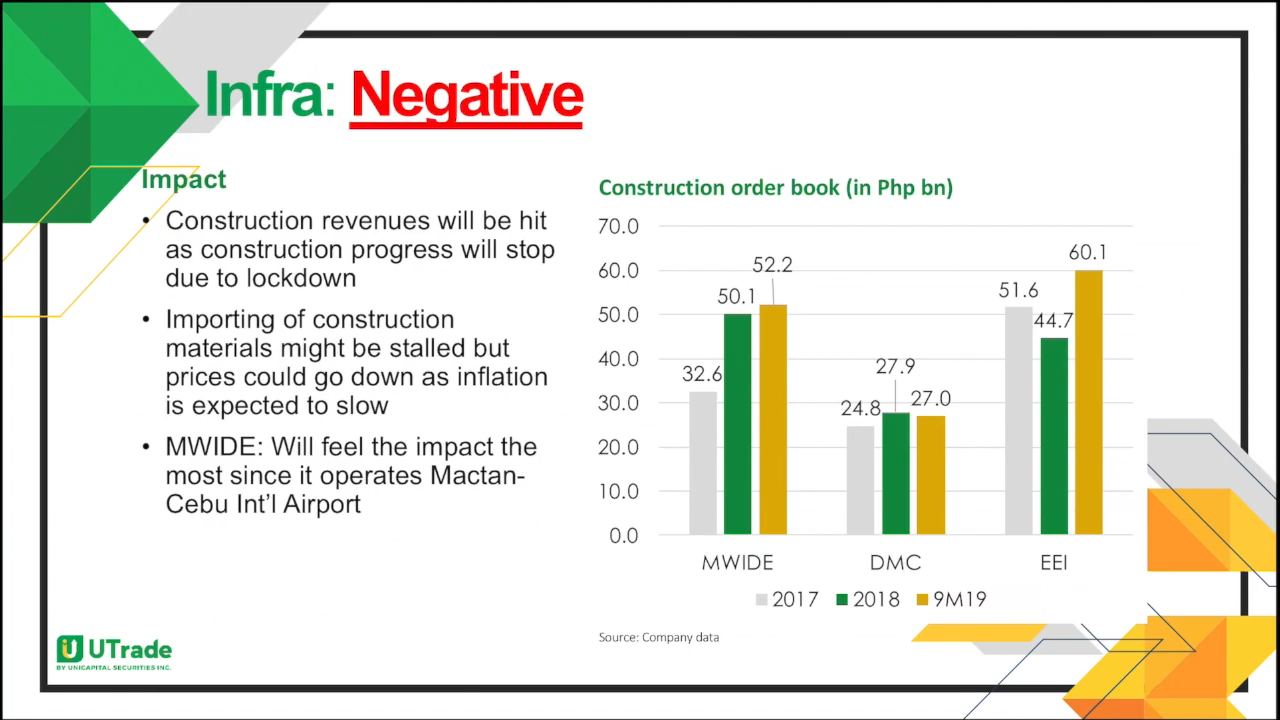 Infra: Negative
Impact
• Construction revenues will be hit
as construction progress will stop
due to lockdown
• Importing of construction
materials might be stalled but
prices could go down as inflation
is expected to slow
• MWIDE: Will feel the impact the
most since it operates Mactan-
Cebu Int'l Airport
Construction order book (in Php bn)
70.0
60.0
50.0
40.0
30.0
20.0
10.0
0.0
32.6
50.1
52.2
24.8
27.9
27.0
51.6
44.7
60.1
MWIDE DMC EEI
2017 2018 9M19
Source: Company data
UTrade
BY UNICAPITAL SECURITIES INC.